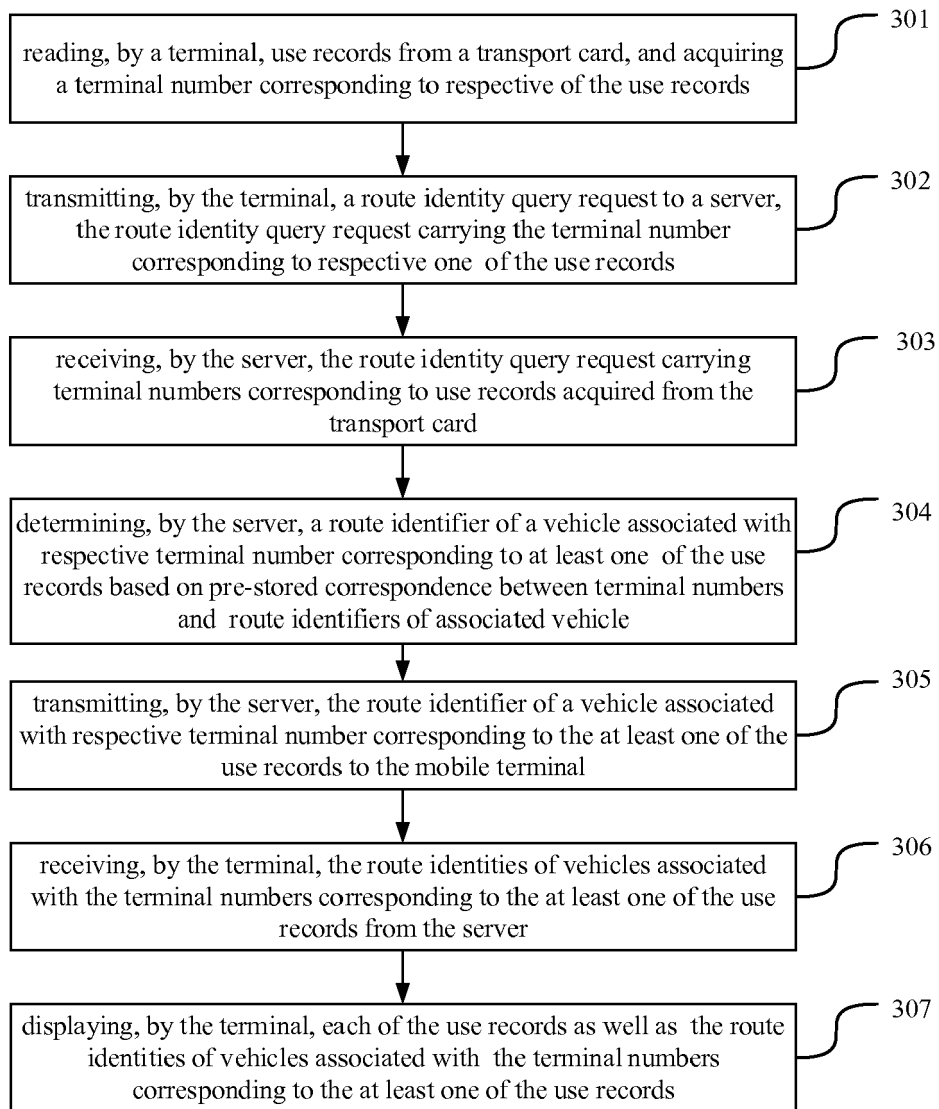 reading, by a terminal, use records from a transport card, and acquiring
a terminal number corresponding to respective of the use records
301
transmitting, by the terminal, a route identity query request to a server,
the route identity query request carrying the terminal number
corresponding to respective one of the use records
302
receiving, by the server, the route identity query request carrying
terminal numbers corresponding to use records acquired from the
transport card
303
determining, by the server, a route identifier of a vehicle associated with
respective terminal number corresponding to at least one of the use
records based on pre-stored correspondence between terminal numbers
and route identifiers of associated vehicle
304
transmitting, by the server, the route identifier of a vehicle associated
with respective terminal number corresponding to the at least one of the
use records to the mobile terminal
305
receiving, by the terminal, the route identities of vehicles associated
with the terminal numbers corresponding to the at least one of the use
records from the server
306
displaying, by the terminal, each of the use records as well as the route
identities of vehicles associated with the terminal numbers
corresponding to the at least one of the use records
307